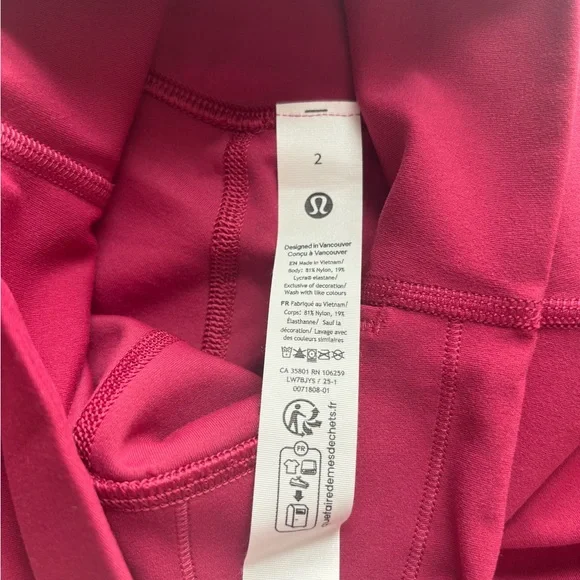 2
Designed in Vancouver
Conçu à Vancouver
EN Made in Vietnam/
Body: 81% Nylon, 19%
Lycra® elastane/
Exclusive of decoration/
Wash with like colours
FR Fabriqué au Vietnam/
Corps: 81% Nylon, 19%
Élasthanne/ Sauf la
décoration/ Lavage avec
des couleurs similaires
CA 35801 RN 106259
LW7BJYS // 25-1
0071808-01
FR
quefairedemesdechets.fr